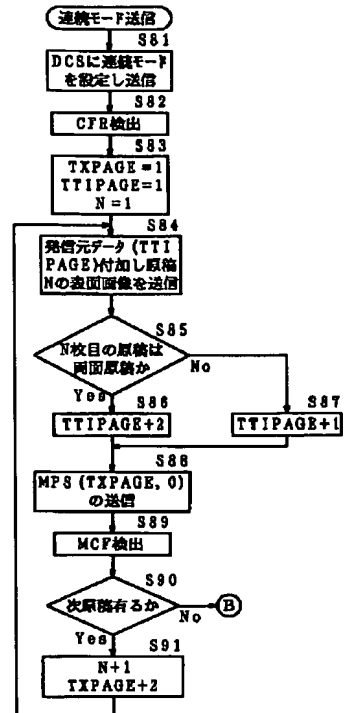 連続モード送信
S81
DCSに連続モード
を設定し送信
S82
CFR検出
S83
TXPAGE=1
TTIPAGE=1
N=1
S84
発信元データ(TTI
PAGE)付加し原稿
Nの表面画像を送信
S85
N枚目の原稿は
両面原稿か
No
Yes
S86
S87
TTIPAGE+2
TTIPAGE+1
S88
MPS(TXPAGE,0)
の送信
S89
MCF検出
S90
次原稿有るか
B
No
Yes
S91
N+1
TXPAGE+2